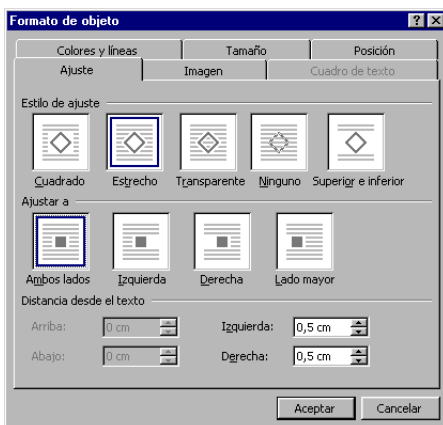 Formato de objeto
Colores y líneas Tamaño Posición
Ajuste Imagen Cuadro de texto
Estilo de ajuste
Cuadrado Estrecho Transparente Ninguno Superior e inferior
Ajustar a
Ambos lados Izquierda Derecha Lado mayor
Distancia desde el texto
Arriba: 0 cm Izquierda: 0,5 cm
Abajo: 0 cm Derecha: 0,5 cm
Aceptar Cancelar